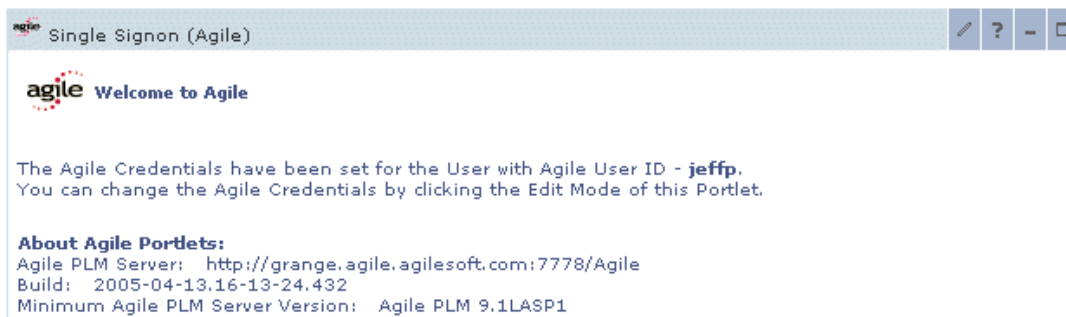 agile Single Signon (Agile) ?
agile Welcome to Agile
The Agile Credentials have been set for the User with Agile User ID - jeffp.
You can change the Agile Credentials by clicking the Edit Mode of this Portlet.
About Agile Portlets:
Agile PLM Server: http://grange.agile.agilesoft.com:7778/Agile
Build: 2005-04-13.16-13-24.432
Minimum Agile PLM Server Version: Agile PLM 9.1LASP1